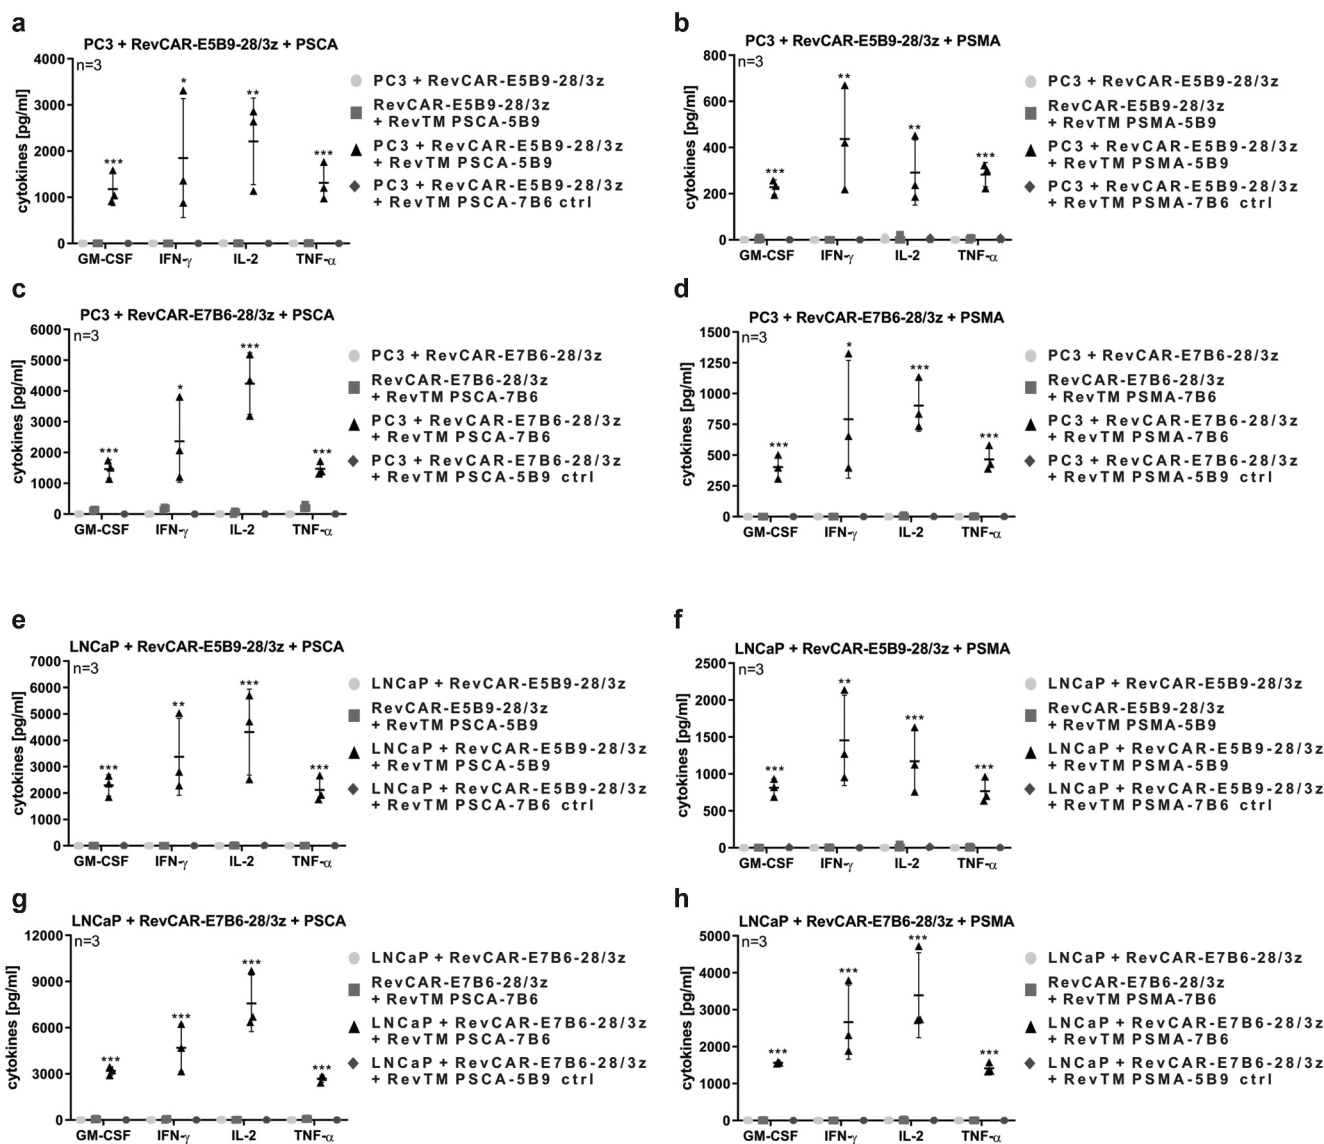 a
PC3 + RevCAR-E5B9-28/3z + PSCA
n=3
cytokines [pg/ml]
4000
3000
2000
1000
0
* ** *** ***
GM-CSF IFN-γ IL-2 TNF-α
PC3 + RevCAR-E5B9-28/3z
RevCAR-E5B9-28/3z
+ RevTM PSCA-5B9
PC3 + RevCAR-E5B9-28/3z
+ RevTM PSCA-5B9
PC3 + RevCAR-E5B9-28/3z
+ RevTM PSCA-7B6 ctrl
b
PC3 + RevCAR-E5B9-28/3z + PSMA
n=3
cytokines [pg/ml]
800
600
400
200
0
** ** *** ***
GM-CSF IFN-γ IL-2 TNF-α
PC3 + RevCAR-E5B9-28/3z
RevCAR-E5B9-28/3z
+ RevTM PSMA-5B9
PC3 + RevCAR-E5B9-28/3z
+ RevTM PSMA-5B9
PC3 + RevCAR-E5B9-28/3z
+ RevTM PSMA-7B6 ctrl
c
PC3 + RevCAR-E7B6-28/3z + PSCA
n=3
cytokines [pg/ml]
6000
5000
4000
3000
2000
1000
0
*** * *** ***
GM-CSF IFN-γ IL-2 TNF-α
PC3 + RevCAR-E7B6-28/3z
RevCAR-E7B6-28/3z
+ RevTM PSCA-7B6
PC3 + RevCAR-E7B6-28/3z
+ RevTM PSCA-7B6
PC3 + RevCAR-E7B6-28/3z
+ RevTM PSCA-5B9 ctrl
d
PC3 + RevCAR-E7B6-28/3z + PSMA
n=3
cytokines [pg/ml]
1500
1250
1000
750
500
250
0
* *** *** ***
GM-CSF IFN-γ IL-2 TNF-α
PC3 + RevCAR-E7B6-28/3z
RevCAR-E7B6-28/3z
+ RevTM PSMA-7B6
PC3 + RevCAR-E7B6-28/3z
+ RevTM PSMA-7B6
PC3 + RevCAR-E7B6-28/3z
+ RevTM PSMA-5B9 ctrl
e
LNCaP + RevCAR-E5B9-28/3z + PSCA
n=3
cytokines [pg/ml]
7000
6000
5000
4000
3000
2000
1000
0
*** ** *** ***
GM-CSF IFN-γ IL-2 TNF-α
LNCaP + RevCAR-E5B9-28/3z
RevCAR-E5B9-28/3z
+ RevTM PSCA-5B9
LNCaP + RevCAR-E5B9-28/3z
+ RevTM PSCA-5B9
LNCaP + RevCAR-E5B9-28/3z
+ RevTM PSCA-7B6 ctrl
f
LNCaP + RevCAR-E5B9-28/3z + PSMA
n=3
cytokines [pg/ml]
2500
2000
1500
1000
500
0
*** ** *** ***
GM-CSF IFN-γ IL-2 TNF-α
LNCaP + RevCAR-E5B9-28/3z
RevCAR-E5B9-28/3z
+ RevTM PSMA-5B9
LNCaP + RevCAR-E5B9-28/3z
+ RevTM PSMA-5B9
LNCaP + RevCAR-E5B9-28/3z
+ RevTM PSMA-7B6 ctrl
g
LNCaP + RevCAR-E7B6-28/3z + PSCA
n=3
cytokines [pg/ml]
12000
9000
6000
3000
0
*** *** *** ***
GM-CSF IFN-γ IL-2 TNF-α
LNCaP + RevCAR-E7B6-28/3z
RevCAR-E7B6-28/3z
+ RevTM PSCA-7B6
LNCaP + RevCAR-E7B6-28/3z
+ RevTM PSCA-7B6
LNCaP + RevCAR-E7B6-28/3z
+ RevTM PSCA-5B9 ctrl
h
LNCaP + RevCAR-E7B6-28/3z + PSMA
n=3
cytokines [pg/ml]
5000
4000
3000
2000
1000
0
*** *** *** ***
GM-CSF IFN-γ IL-2 TNF-α
LNCaP + RevCAR-E7B6-28/3z
RevCAR-E7B6-28/3z
+ RevTM PSMA-7B6
LNCaP + RevCAR-E7B6-28/3z
+ RevTM PSMA-7B6
LNCaP + RevCAR-E7B6-28/3z
+ RevTM PSMA-5B9 ctrl